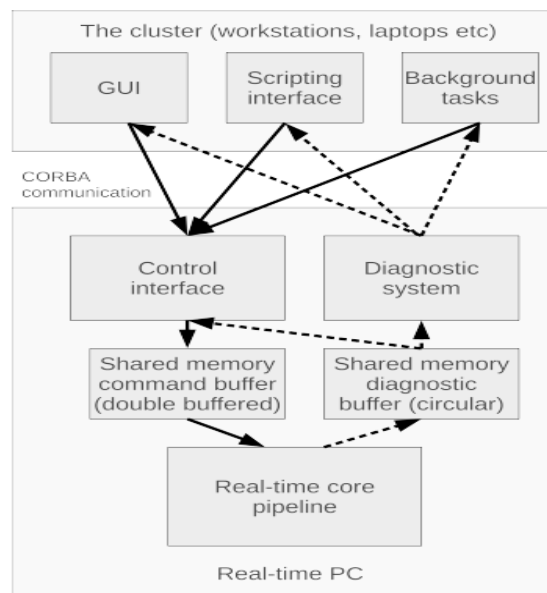 The cluster (workstations, laptops etc)
GUI
Scripting
interface
Background
tasks
CORBA
communication
Control
interface
Diagnostic
system
Shared memory
command buffer
(double buffered)
Shared memory
diagnostic
buffer (circular)
Real-time core
pipeline
Real-time PC